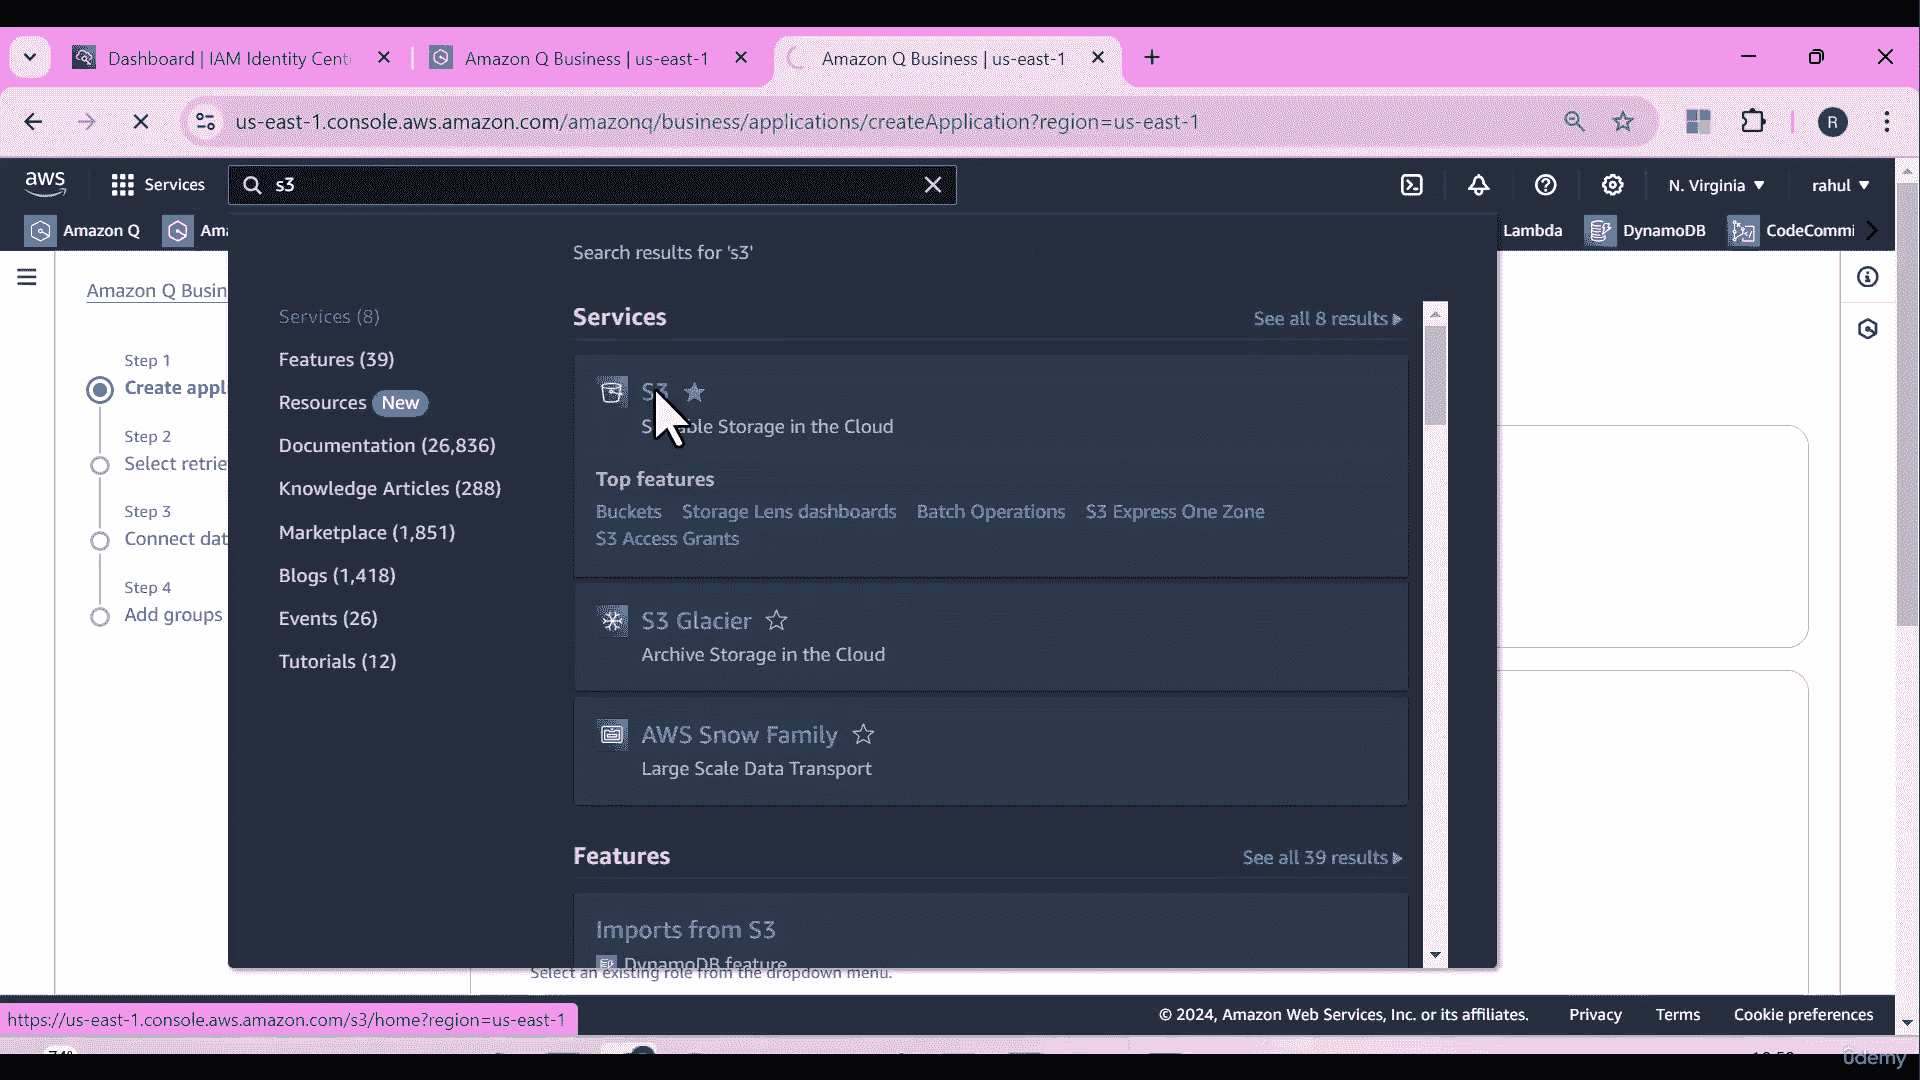 Dashboard | IAM Identity Cent
Amazon Q Business | us-east-1
Amazon Q Business | us-east-1
us-east-1.console.aws.amazon.com/amazonq/business/applications/createApplication?region=us-east-1
R
aws
Services
s3
N. Virginia
rahul
Amazon Q
Ama
Lambda
DynamoDB
CodeCommi
Amazon Q Busin
Step 1
Create appl
Step 2
Select retrie
Step 3
Connect dat
Step 4
Add groups
Search results for 's3'
Services (8)
Features (39)
Resources New
Documentation (26,836)
Knowledge Articles (288)
Marketplace (1,851)
Blogs (1,418)
Events (26)
Tutorials (12)
Services
See all 8 results
S3
Storage in the Cloud
Top features
Buckets Storage Lens dashboards Batch Operations S3 Express One Zone
S3 Access Grants
S3 Glacier
Archive Storage in the Cloud
AWS Snow Family
Large Scale Data Transport
Features
See all 39 results
Imports from S3
DynamoDB feature
Select an existing role from the dropdown menu.
https://us-east-1.console.aws.amazon.com/s3/home?region=us-east-1
© 2024, Amazon Web Services, Inc. or its affiliates.
Privacy
Terms
Cookie preferences
udemy